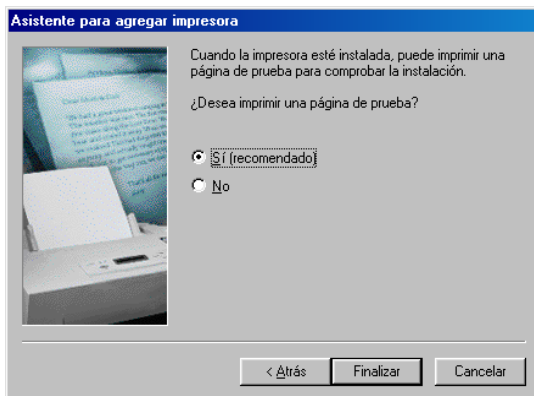 Asistente para agregar impresora
Cuando la impresora esté instalada, puede imprimir una
página de prueba para comprobar la instalación.
¿Desea imprimir una página de prueba?
Sí (recomendado)
No
< Atrás
Finalizar
Cancelar